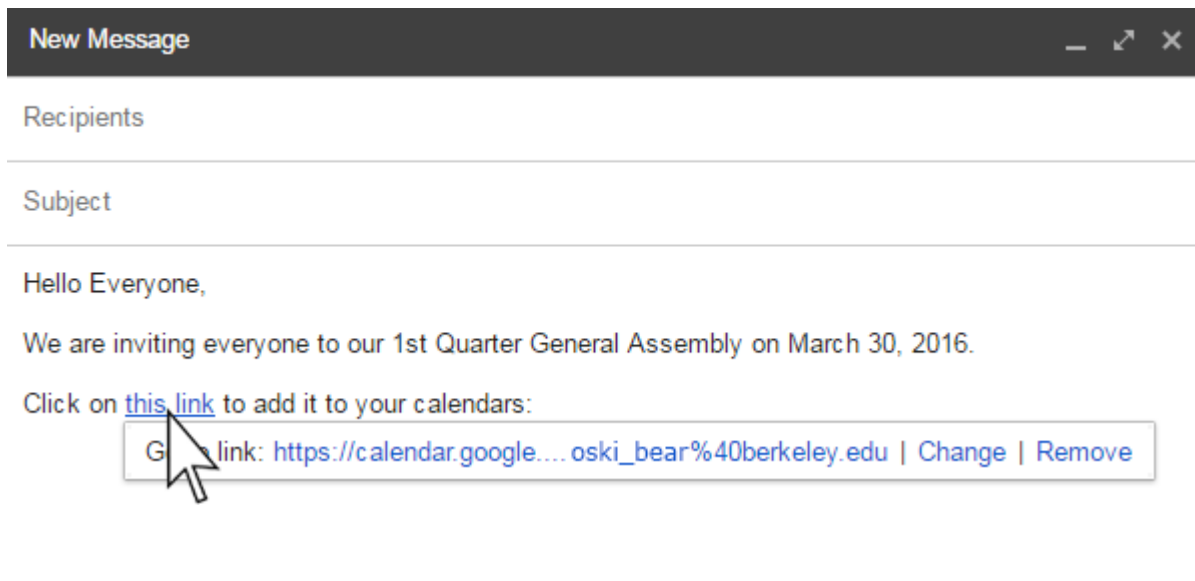 New Message
Recipients
Subject
Hello Everyone,
We are inviting everyone to our 1st Quarter General Assembly on March 30, 2016.
Click on this link to add it to your calendars:
link: https://calendar.google.... oski_bear%40berkeley.edu | Change | Remove